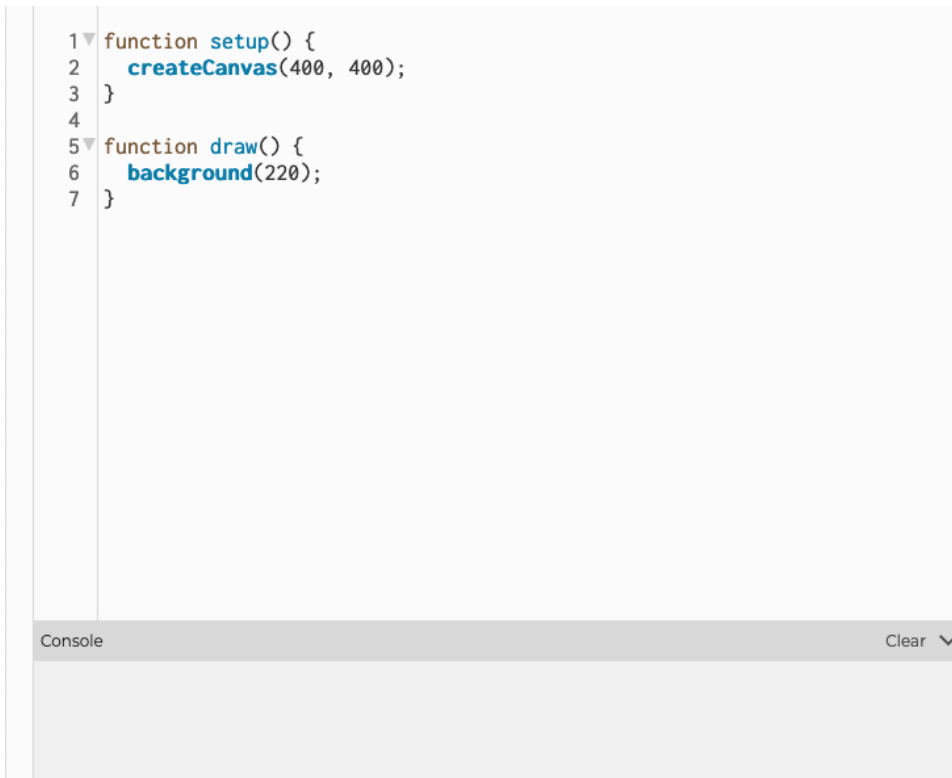 1 function setup() {
2 createCanvas(400, 400);
3 }
4
5 function draw() {
6 background(220);
7 }
Console Clear